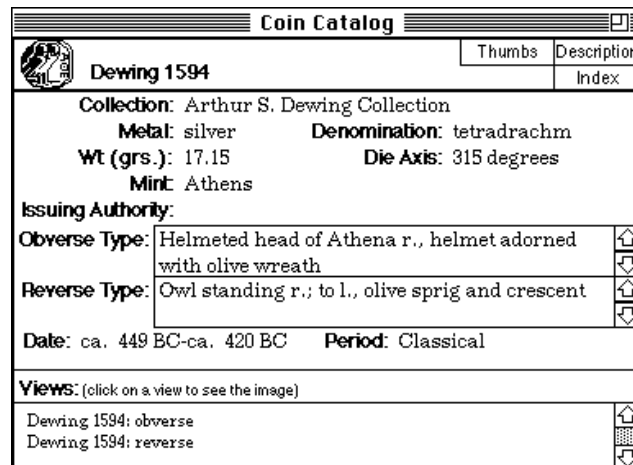 Coin Catalog
Thumbs Description
Dewing 1594
Index
Collection: Arthur S. Dewing Collection
Metal: silver Denomination: tetradrachm
Wt (grs.): 17.15 Die Axis: 315 degrees
Mint: Athens
Issuing Authority:
Obverse Type: Helmeted head of Athena r., helmet adorned
with olive wreath
Reverse Type: Owl standing r.; to l., olive sprig and crescent
Date: ca. 449 BC-ca. 420 BC Period: Classical
Views: (click on a view to see the image)
Dewing 1594: obverse
Dewing 1594: reverse